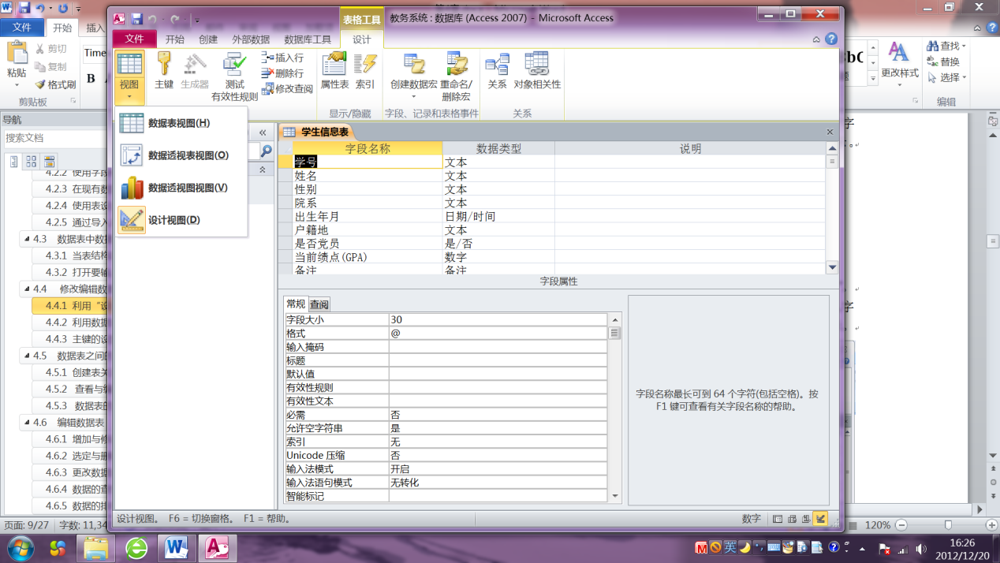 表格工具
教务系统 : 数据库 (Access 2007) - Microsoft Access
文件
开始
插入
文件
开始
创建
外部数据
数据库工具
设计
粘贴
剪切
复制
格式刷
剪贴板
Time
B
视图
主键
生成器
测试
有效性规则
插入行
删除行
修改查阅
属性表
索引
显示/隐藏
创建数据宏
重命名/
删除宏
字段、记录和表格事件
关系
对象相关性
关系
更改样式
查找
替换
选择
编辑
导航
搜索文档
数据表视图(H)
数据透视表视图(O)
数据透视图视图(V)
设计视图(D)
4.2.2 使用字段
4.2.3 在现有数
4.2.4 使用表设
4.2.5 通过导入
4.3 数据表中数据
4.3.1 当表结构
4.3.2 打开要输
4.4 修改编辑数
4.4.1 利用“设
4.4.2 利用数据
4.4.3 主键的设
4.5 数据表之间的
4.5.1 创建表关
4.5.2 查看与编
4.5.3 数据表的
4.6 编辑数据表
4.6.1 增加与修
4.6.2 选定与删
4.6.3 更改数据
4.6.4 数据的查
4.6.5 数据的排
学生信息表
字段名称 数据类型 说明
学号 文本
姓名 文本
性别 文本
院系 文本
出生年月 日期/时间
户籍地 文本
是否党员 是/否
当前绩点(GPA) 数字
备注 备注
字段属性
常规 查阅
字段大小 30
格式 @
输入掩码
标题
默认值
有效性规则
有效性文本
必需 否
允许空字符串 是
索引 无
Unicode 压缩 否
输入法模式 开启
输入法语句模式 无转化
智能标记
字段名称最长可到 64 个字符(包括空格)。按
F1 键可查看有关字段名称的帮助。
字
字
设计视图。 F6 = 切换窗格。 F1 = 帮助。
数字
页面: 9/27 字数: 11,34
120%
英
16:26
2012/12/20